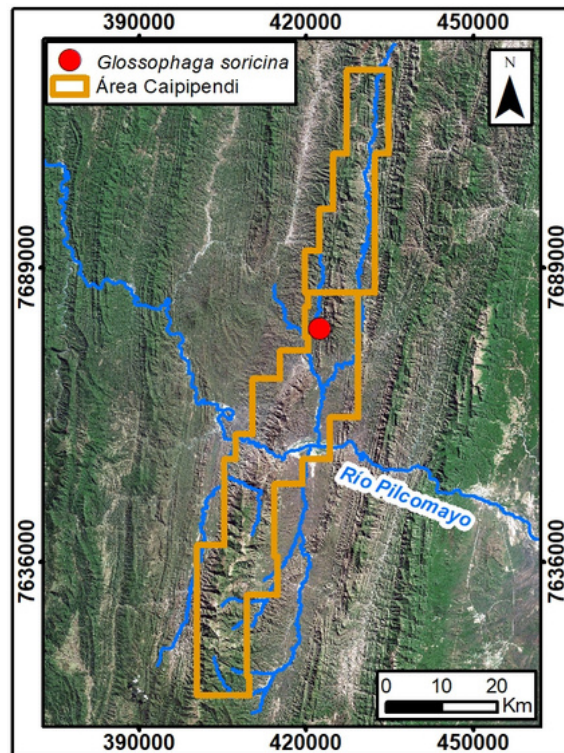 390000 420000 450000
Glossophaga soricina
Área Caipipendi
N
7689000 7689000
Río Pilcomayo
7636000 7636000
0 10 20
Km
390000 420000 450000